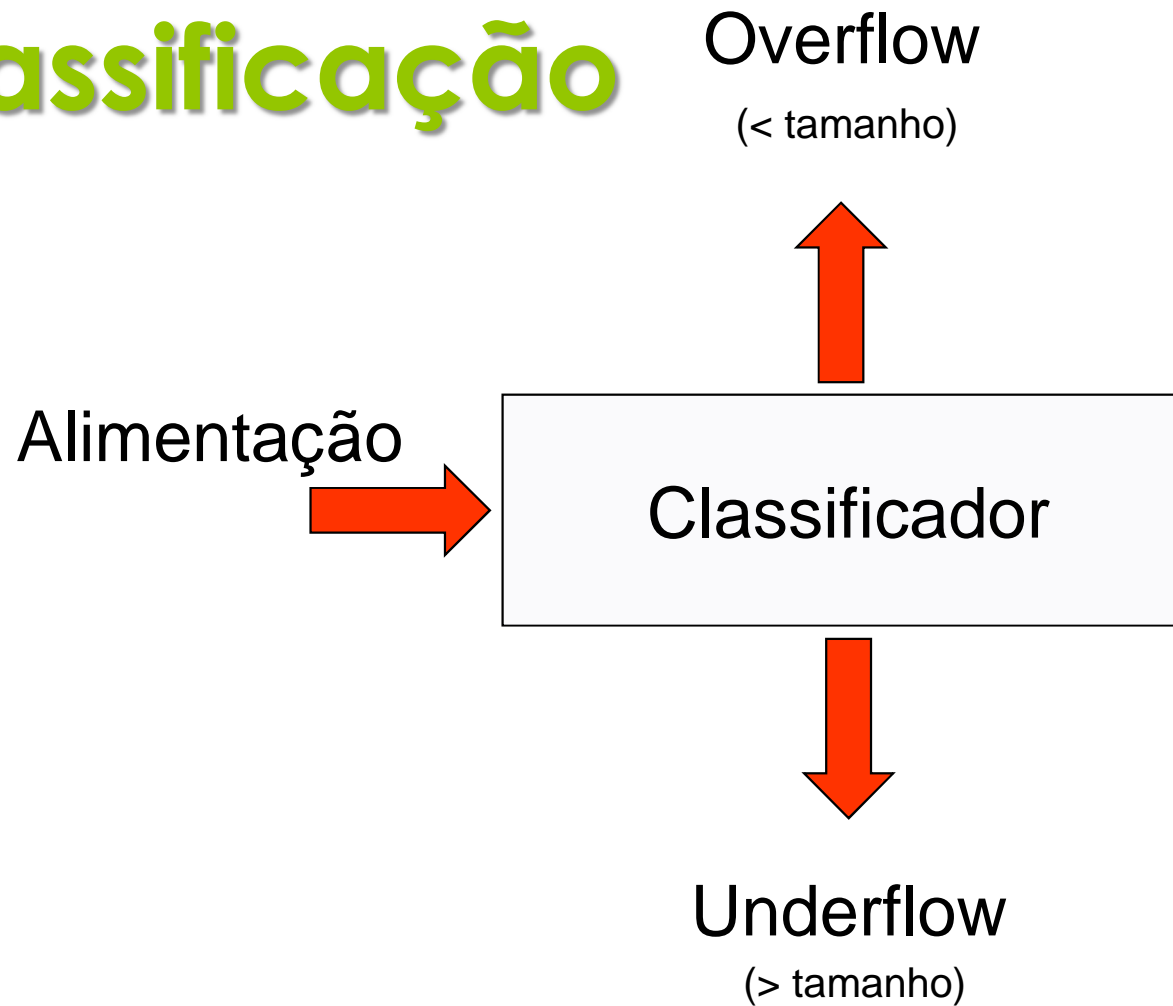 assificação
Overflow
(< tamanho)
Alimentação
Classificador
Underflow
(> tamanho)